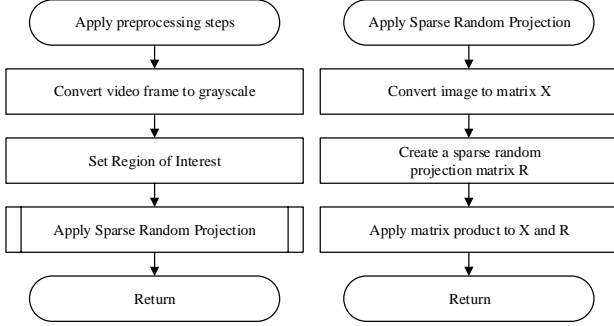 Apply preprocessing steps
Convert video frame to grayscale
Set Region of Interest
Apply Sparse Random Projection
Return
Apply Sparse Random Projection
Convert image to matrix X
Create a sparse random
projection matrix R
Apply matrix product to X and R
Return